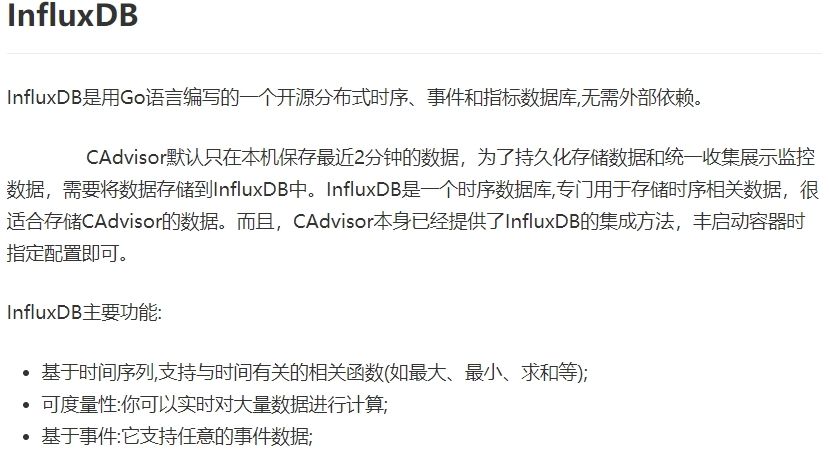 InfluxDB
InfluxDB是用Go语言编写的一个开源分布式时序、事件和指标数据库,无需外部依赖。
CAdvisor默认只在本机保存最近2分钟的数据，为了持久化存储数据和统一收集展示监控
数据，需要将数据存储到InfluxDB中。InfluxDB是一个时序数据库,专门用于存储时序相关数据，很
适合存储CAdvisor的数据。而且，CAdvisor本身已经提供了InfluxDB的集成方法，丰启动容器时
指定配置即可。
InfluxDB主要功能:
• 基于时间序列,支持与时间有关的相关函数(如最大、最小、求和等);
• 可度量性:你可以实时对大量数据进行计算;
• 基于事件:它支持任意的事件数据;